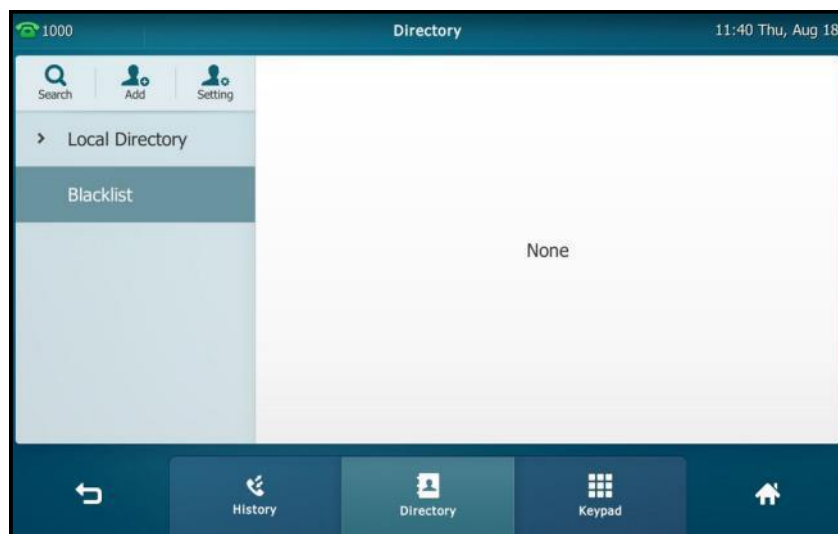 1000 Directory 11:40 Thu, Aug 18
Search Add Setting
Local Directory
Blacklist
None
History Directory Keypad